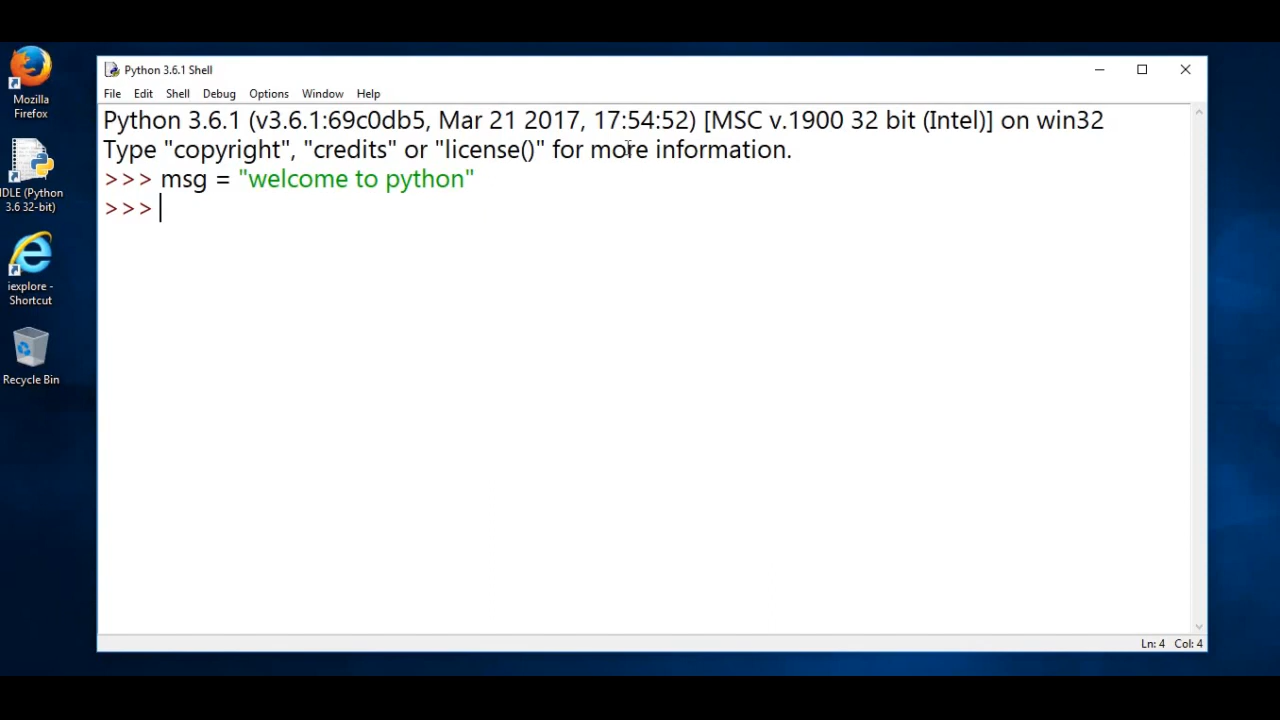 Python 3.6.1 Shell
File Edit Shell Debug Options Window Help
Python 3.6.1 (v3.6.1:69c0db5, Mar 21 2017, 17:54:52) [MSC v.1900 32 bit (Intel)] on win32
Type "copyright", "credits" or "license()" for more information.
>>> msg = "welcome to python"
>>>
Ln: 4 Col: 4
Mozilla
Firefox
IDLE (Python
3.6 32-bit)
iexplore -
Shortcut
Recycle Bin